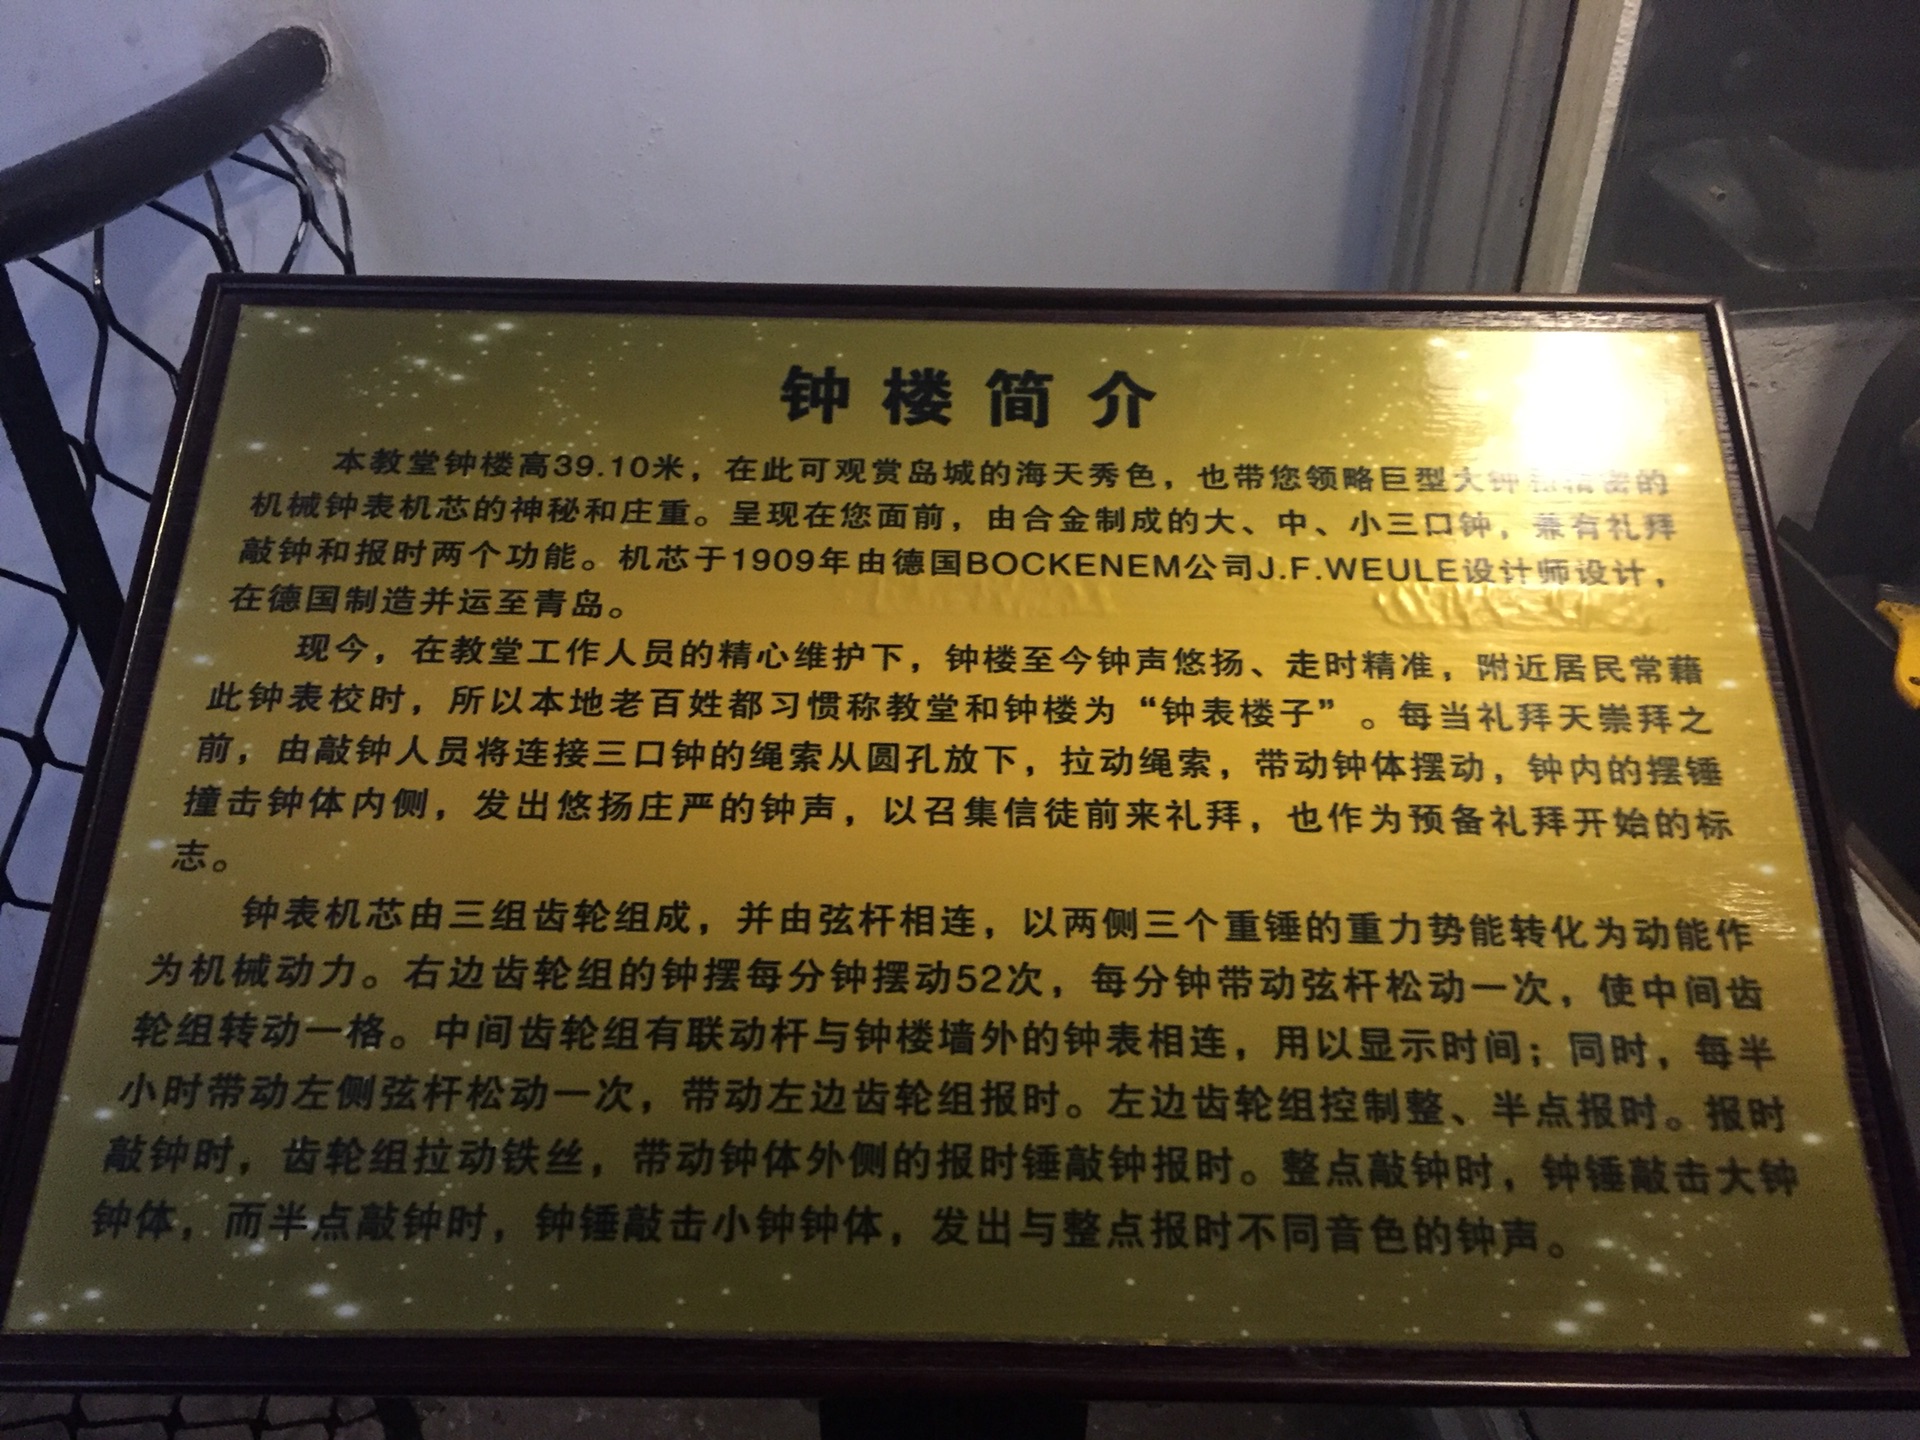 钟楼简介
本教堂钟楼高39.10米，在此可观赏岛城的海天秀色，也带您领略巨型大钟和精密的
机械钟表机芯的神秘和庄重。呈现在您面前，由合金制成的大、中、小三口钟，兼有礼拜
敲钟和报时两个功能。机芯于1909年由德国BOCKENEM公司J.F.WEULE设计师设计，
在德国制造并运至青岛。
现今，在教堂工作人员的精心维护下，钟楼至今钟声悠扬、走时精准，附近居民常藉
此钟表校时，所以本地老百姓都习惯称教堂和钟楼为“钟表楼子”。每当礼拜天崇拜之
前，由敲钟人员将连接三口钟的绳索从圆孔放下，拉动绳索，带动钟体摆动，钟内的摆锤
撞击钟体内侧，发出悠扬庄严的钟声，以召集信徒前来礼拜，也作为预备礼拜开始的标
志。
钟表机芯由三组齿轮组成，并由弦杆相连，以两侧三个重锤的重力势能转化为动能作
为机械动力。右边齿轮组的钟摆每分钟摆动52次，每分钟带动弦杆松动一次，使中间齿
轮组转动一格。中间齿轮组有联动杆与钟楼墙外的钟表相连，用以显示时间；同时，每半
小时带动左侧弦杆松动一次，带动左边齿轮组报时。左边齿轮组控制整、半点报时。报时
敲钟时，齿轮组拉动铁丝，带动钟体外侧的报时锤敲钟报时。整点敲钟时，钟锤敲击大钟
钟体，而半点敲钟时，钟锤敲击小钟钟体，发出与整点报时不同音色的钟声。